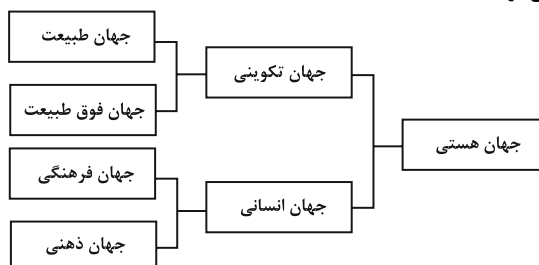 جهان هستی
جهان تکوینی
جهان طبیعت
جهان فوق طبیعت
جهان انسانی
جهان فرهنگی
جهان ذهنی